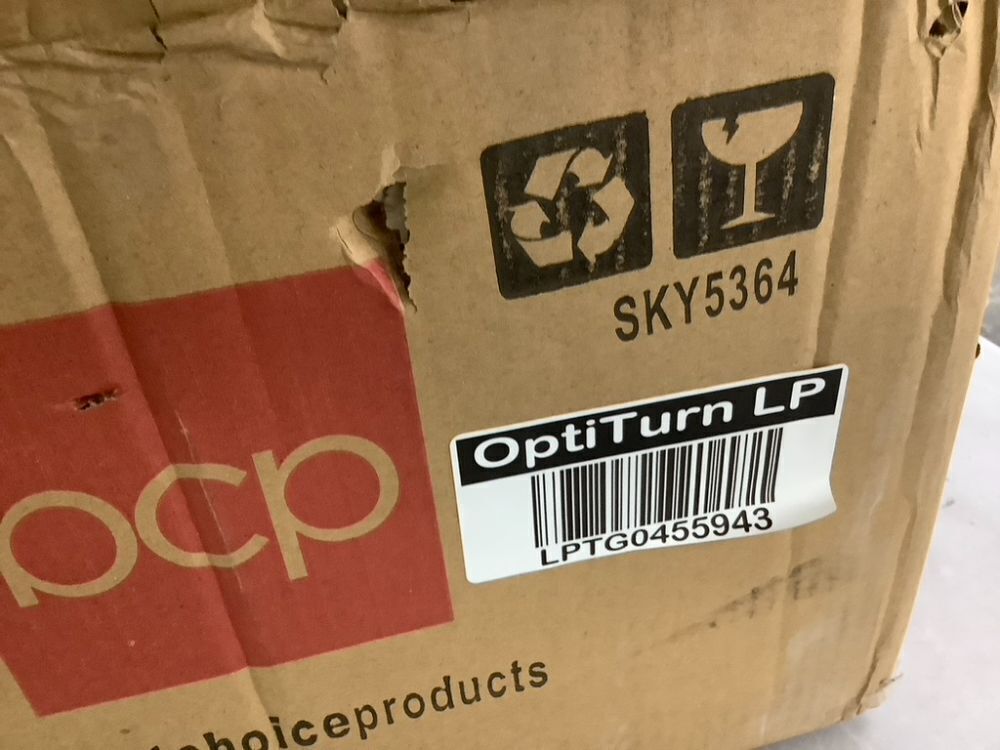 SKY5364
OptiTurn LP
LPTG0455943
pcp
choiceproducts